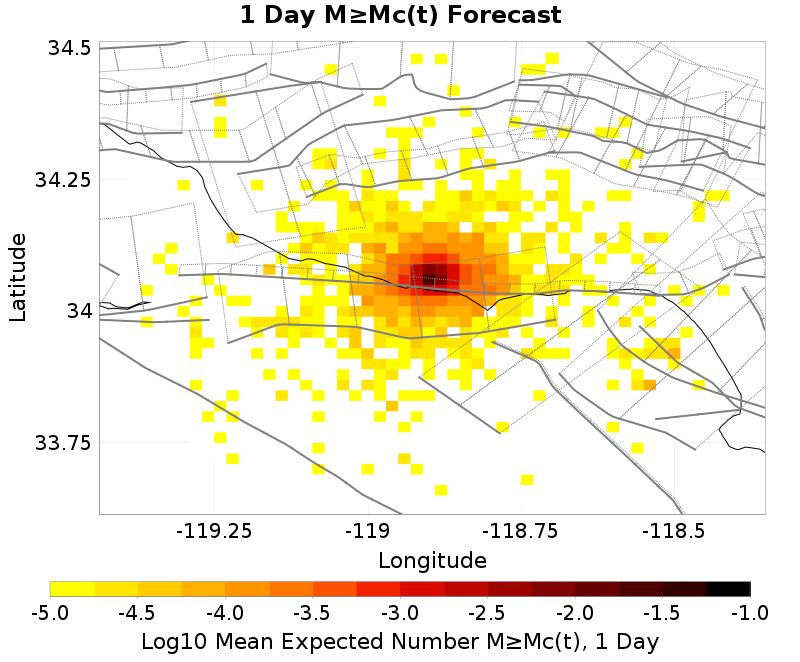 1 Day M≥Mc(t) Forecast
34.5
34.25
34
33.75
Latitude
-119.25 -119 -118.75 -118.5
Longitude
-5.0 -4.5 -4.0 -3.5 -3.0 -2.5 -2.0 -1.5 -1.0
Log10 Mean Expected Number M≥Mc(t), 1 Day